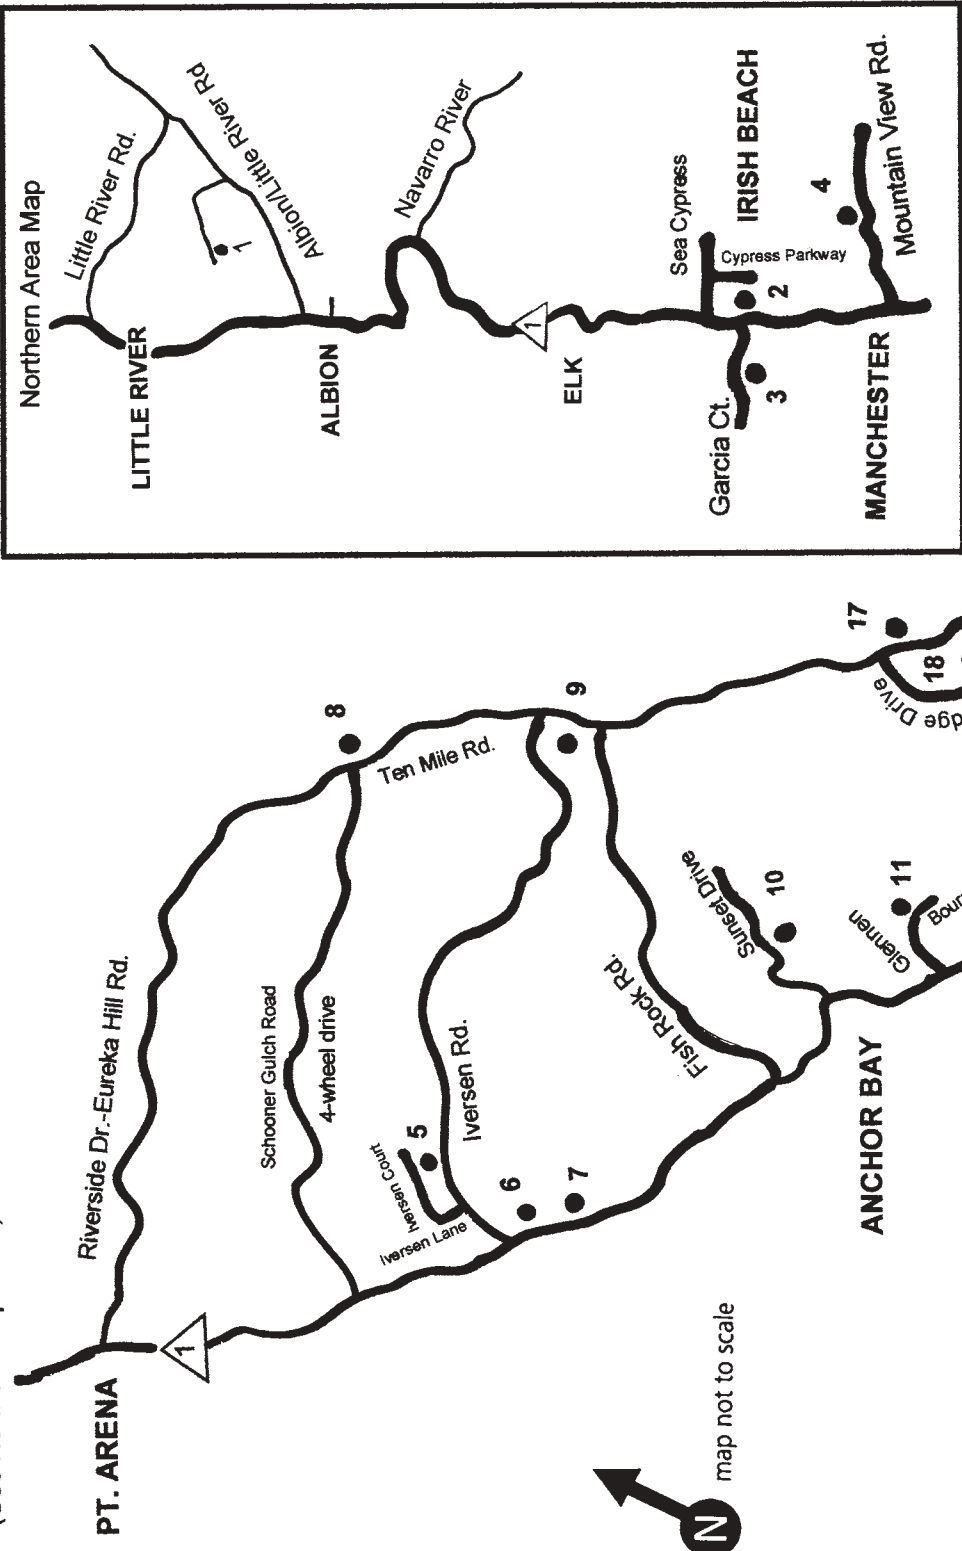 Northern Area Map
Little River Rd.
Albion/Little River Rd
1
LITTLE RIVER
ALBION
Navarro River
1
ELK
Sea Cypress
IRISH BEACH
Cypress Parkway
2
Garcia Ct.
3
4
MANCHESTER
Mountain View Rd.
PT. ARENA
1
Riverside Dr.-Eureka Hill Rd.
Schooner Gulch Road
4-wheel drive
8
Ten Mile Rd.
Iversen Court
5
Iversen Lane
Iversen Rd.
6
7
9
Fish Rock Rd.
Sunset Drive
10
ANCHOR BAY
Glennen
11
17
18
Drive
N
map not to scale